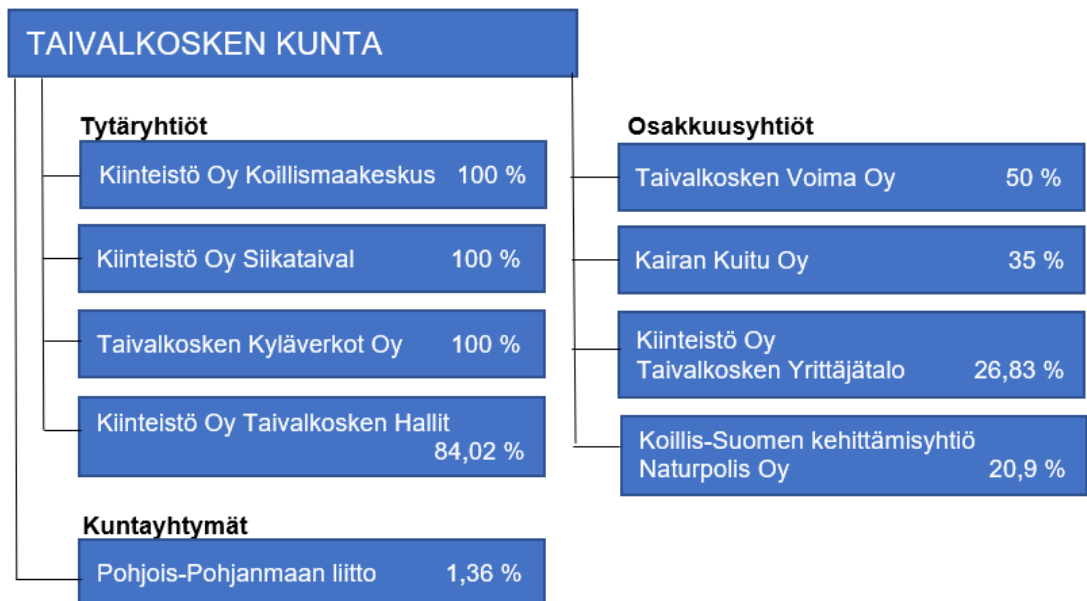 TAIVALKOSKEN KUNTA
Tytäryhtiöt
Kiinteistö Oy Koillismaakeskus 100 %
Kiinteistö Oy Siikataival 100 %
Taivalkosken Kyläverkot Oy 100 %
Kiinteistö Oy Taivalkosken Hallit
84,02 %
Kuntayhtymät
Pohjois-Pohjanmaan liitto 1,36 %
Osakkuusyhtiöt
Taivalkosken Voima Oy 50 %
Kairan Kuitu Oy 35 %
Kiinteistö Oy
Taivalkosken Yrittäjätalo 26,83 %
Koillis-Suomen kehittämisyhtiö
Naturpolis Oy 20,9 %